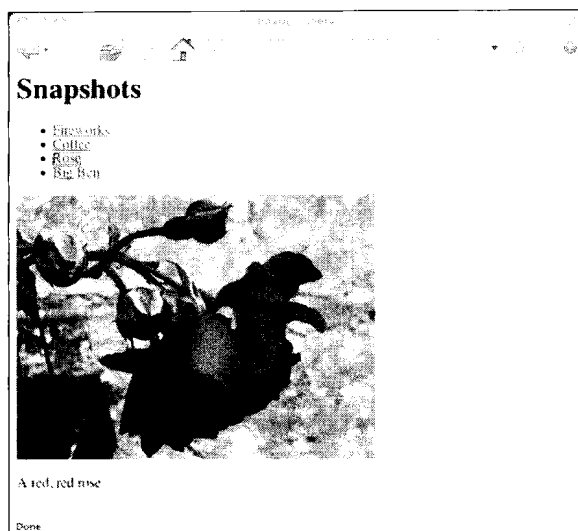 Snapshots
Fireworks
Coffee
Rose
Big Ben
A red, red rose
Done